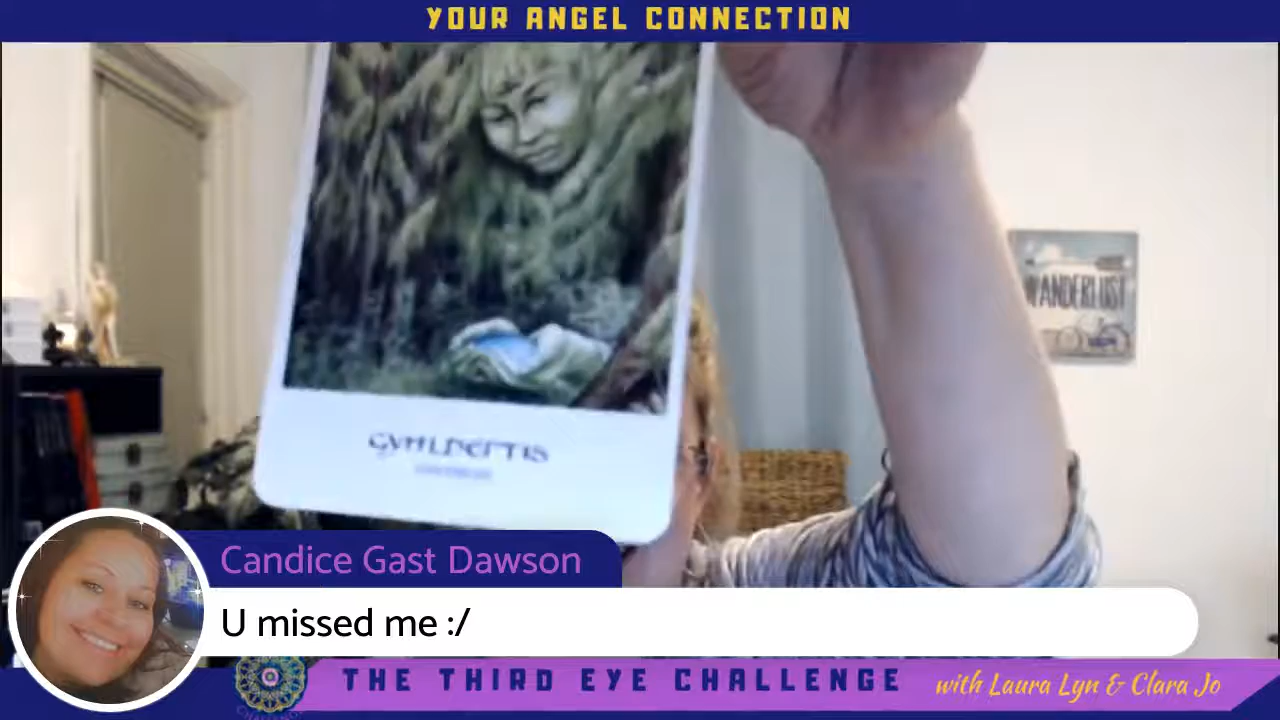 YOUR ANGEL CONNECTION
WANDERLUST
Candice Gast Dawson
U missed me :/
THE THIRD EYE CHALLENGE
with Laura Lyn & Clara Jo